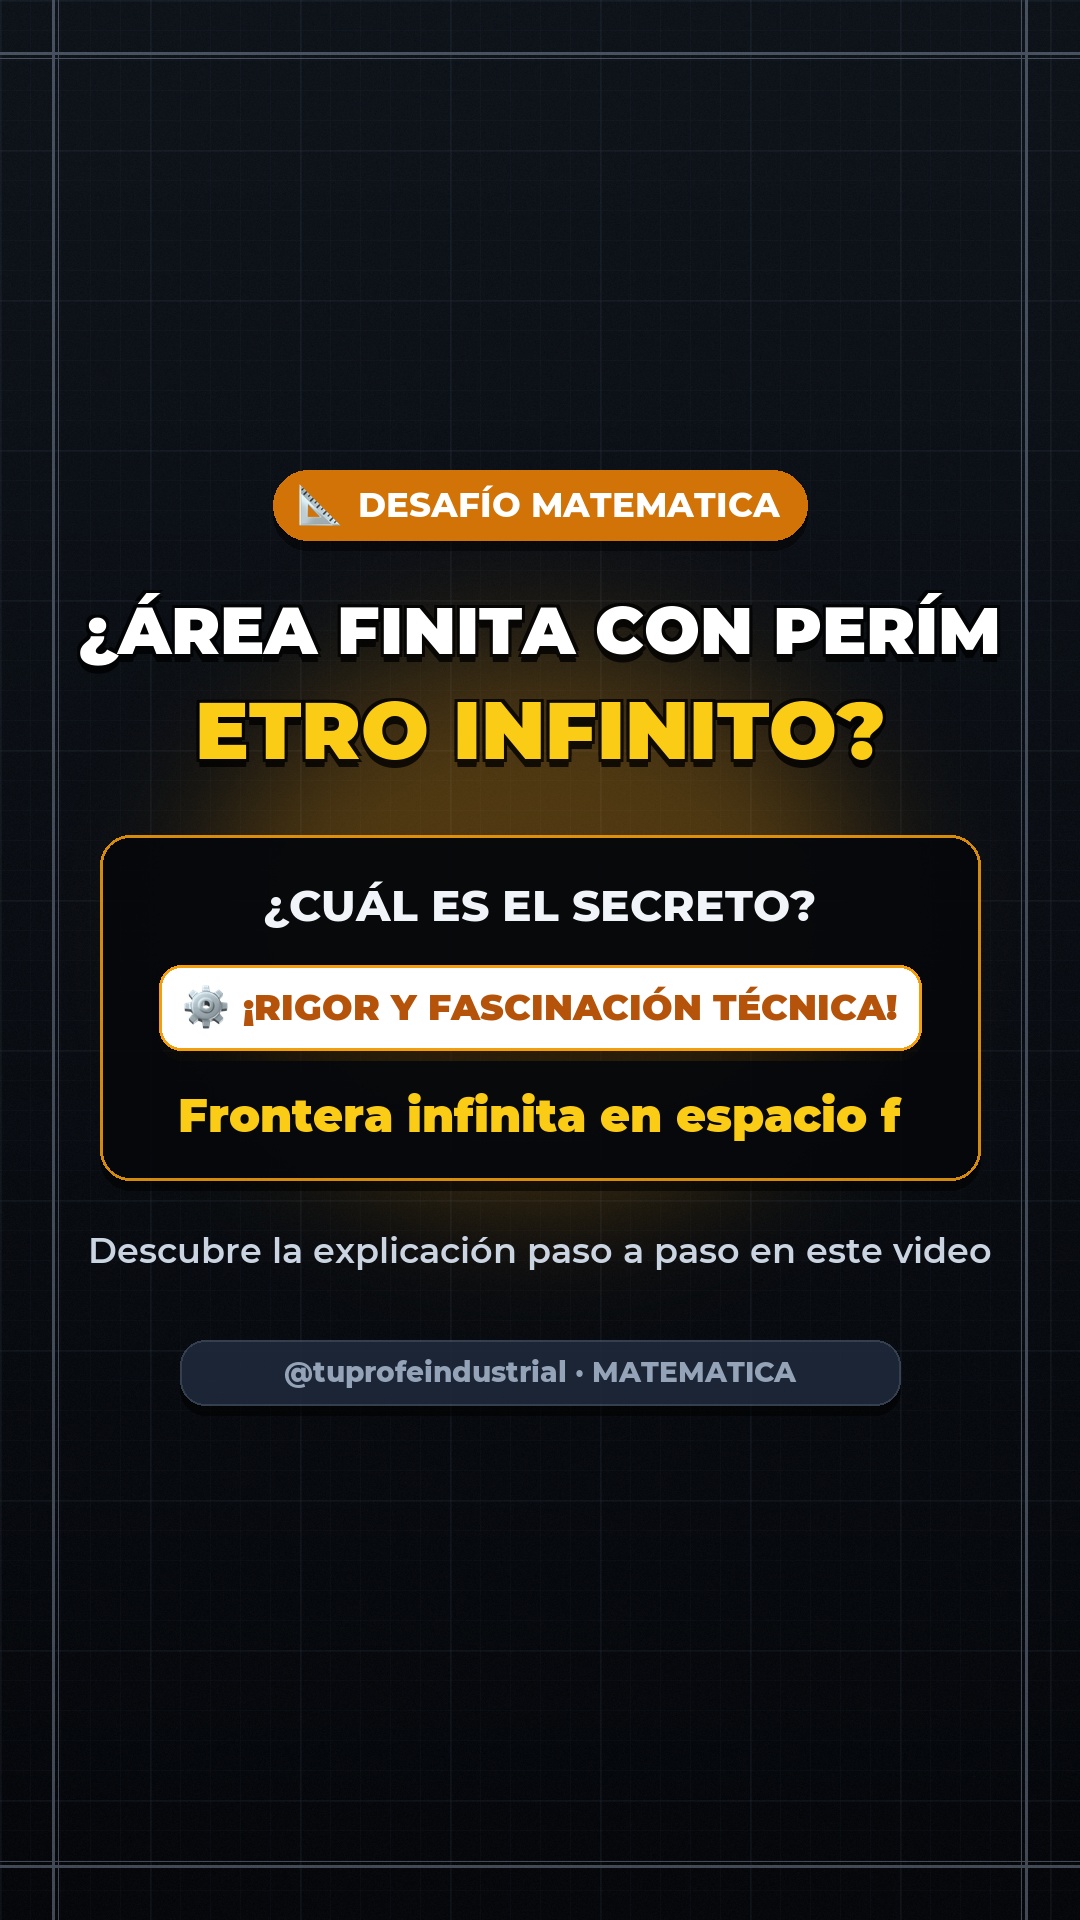 DESAFÍO MATEMATICA
¿ÁREA FINITA CON PERÍM
ETRO INFINITO?
¿CUÁL ES EL SECRETO?
¡RIGOR Y FASCINACIÓN TÉCNICA!
Frontera infinita en espacio f
Descubre la explicación paso a paso en este video
@tuprofeindustrial · MATEMATICA